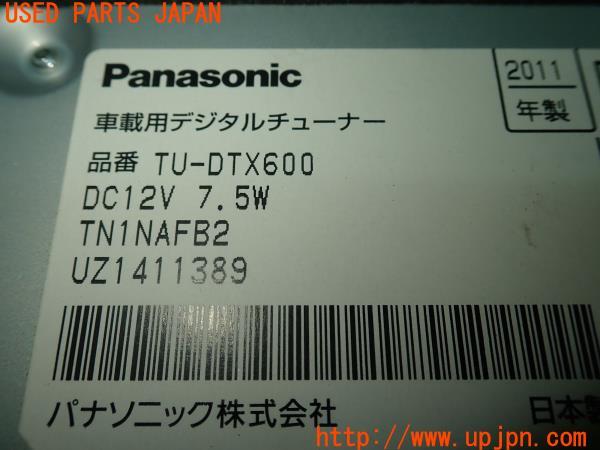 USED PARTS JAPAN
Panasonic
2011
年製
車載用デジタルチューナー
品番 TU-DTX600
DC12V 7.5W
TN1NAFB2
UZ1411389
パナソニック株式会社
日本製
http://www.upjpn.com/